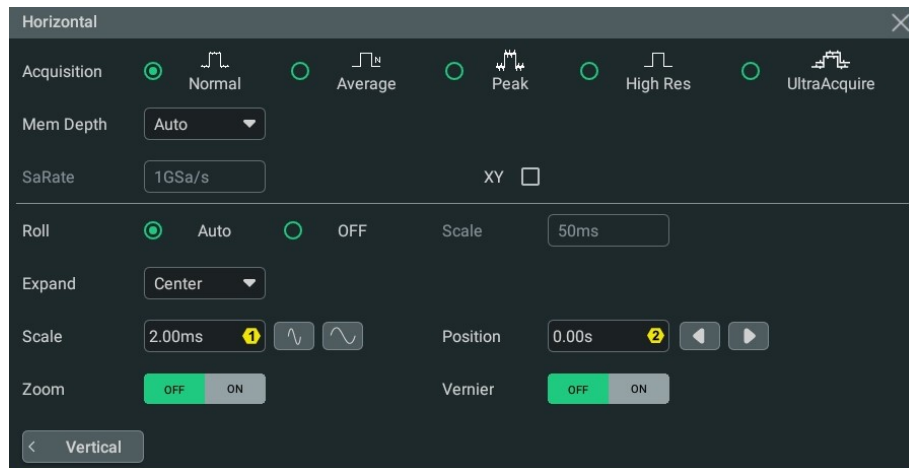 Horizontal
Acquisition Normal N Average Peak High Res UltraAcquire
Mem Depth Auto
SaRate 1GSa/s XY
Roll Auto OFF Scale 50ms
Expand Center
Scale 2.00ms 1 Position 0.00s 2
Zoom OFF ON Vernier OFF ON
< Vertical